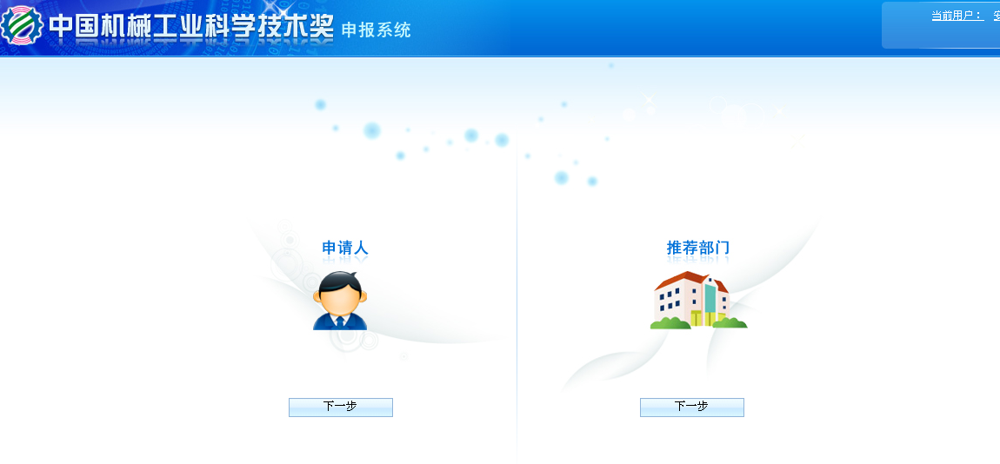 中国机械工业科学技术奖 申报系统
当前用户：
申请人
推荐部门
下一步
下一步